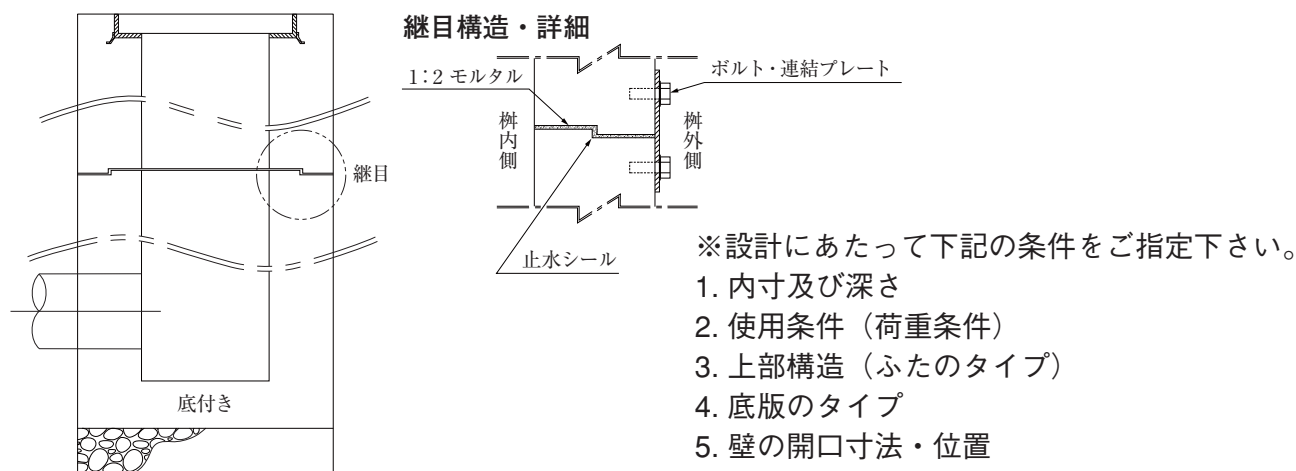 継目構造・詳細
1:2 モルタル
ボルト・連結プレート
桝内側
桝外側
継目
止水シール
底付き
※設計にあたって下記の条件をご指定下さい。
1. 内寸及び深さ
2. 使用条件（荷重条件）
3. 上部構造（ふたのタイプ）
4. 底版のタイプ
5. 壁の開口寸法・位置